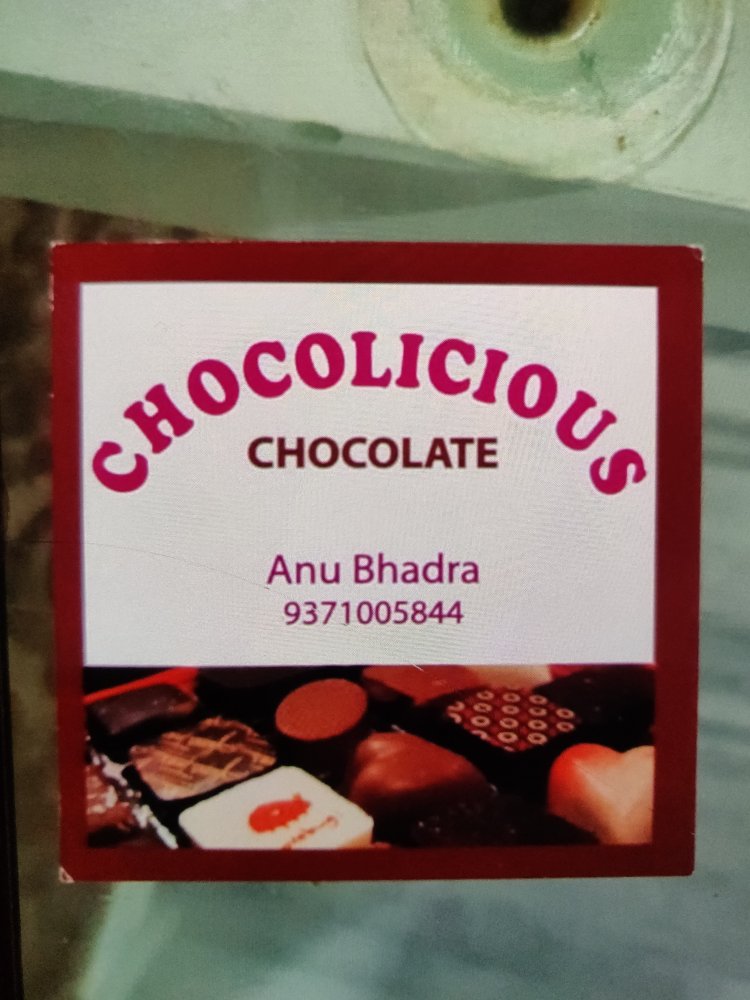 CHOCOLICIOUS
CHOCOLATE
Anu Bhadra
9371005844